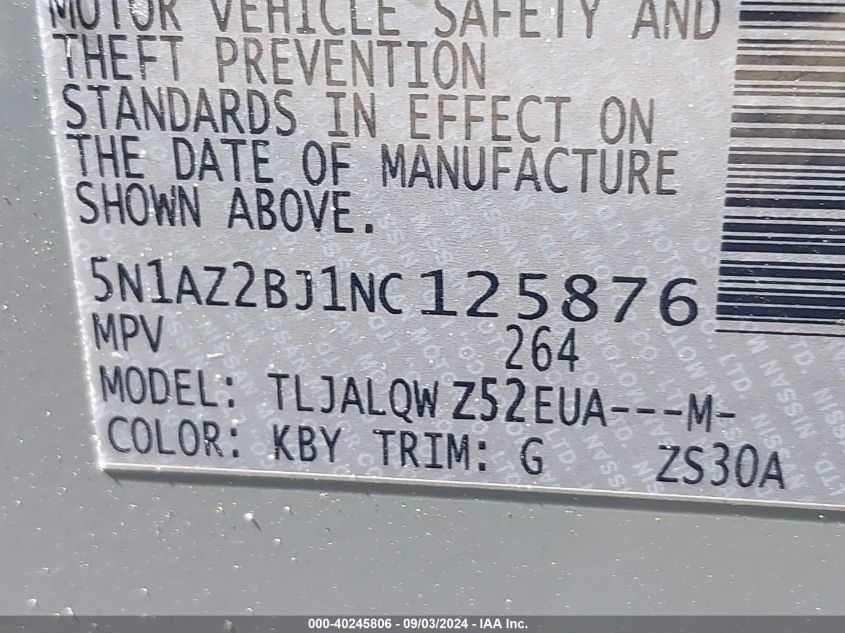 MOTOR VEHICLE SAFETY AND
THEFT PREVENTION
STANDARDS IN EFFECT ON
THE DATE OF MANUFACTURE
SHOWN ABOVE.
5N1AZ2BJ1NC125876
MPV 264
MODEL: TLJALQW Z52EUA---M-
COLOR: KBY TRIM: G ZS30A
000-40245806 - 09/03/2024 - IAA Inc.